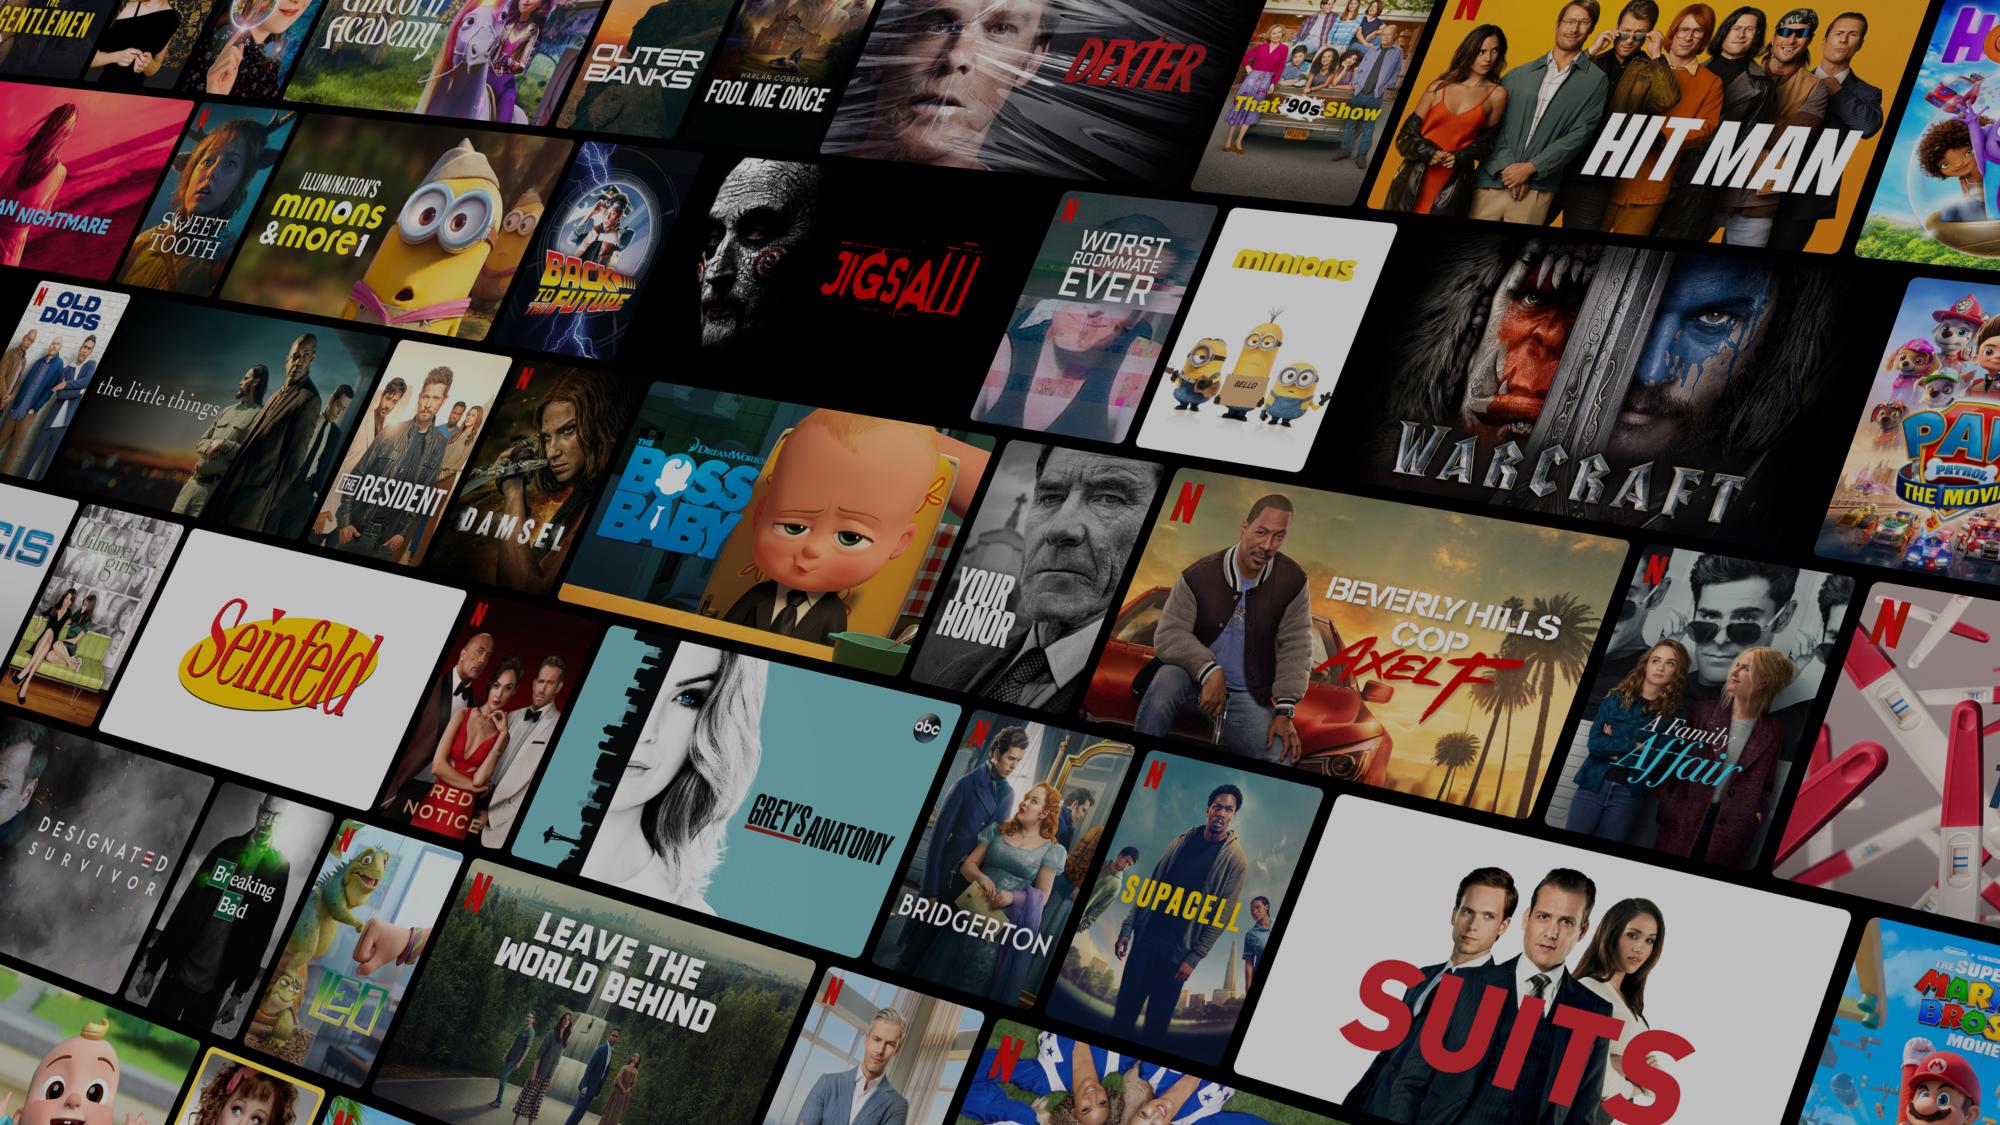 THE
GENTLEMEN
Unicorn
Academy
OUTER
BANKS
HARLAN COBEN'S
FOOL ME ONCE
DEXTER
That '90s Show
HIT MAN
AN NIGHTMARE
SWEET
TOOTH
ILLUMINATION'S
minions
&more1
BACK
TO THE
FUTURE
JIGSAW
WORST
ROOMMATE
EVER
minions
BELLO
WARCRAFT
PAW
PATROL
THE MOVIE
OLD
DADS
the little things
THE RESIDENT
DAMSEL
THE
DREAMWORKS
BOSS
BABY
YOUR
HONOR
BEVERLY HILLS
COP
AXEL F
A Family
Affair
CIS
Gilmore
girls
Seinfeld
RED
NOTICE
abc
GREY'S ANATOMY
BRIDGERTON
SUPACELL
SUITS
DESIGNATED
SURVIVOR
Breaking
Bad
LEO
LEAVE THE
WORLD BEHIND
THE SUPER
MARIO
BROS
MOVIE